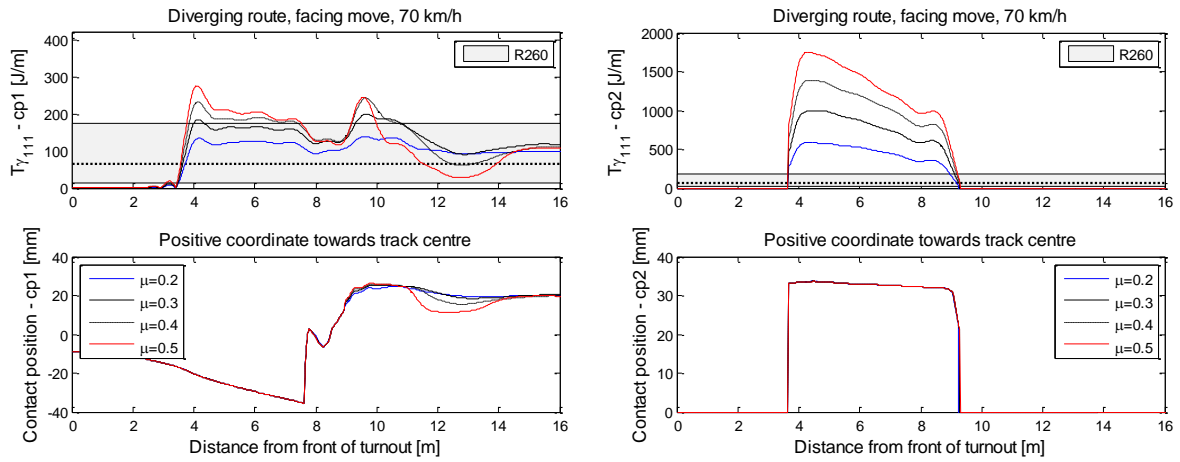 Diverging route, facing move, 70 km/h
Tγ111 - cp1 [J/m]
400
300
200
100
0
R260
0 2 4 6 8 10 12 14 16
Diverging route, facing move, 70 km/h
Tγ111 - cp2 [J/m]
2000
1500
1000
500
0
R260
0 2 4 6 8 10 12 14 16
Positive coordinate towards track centre
Contact position - cp1 [mm]
40
20
0
-20
-40
μ=0.2
μ=0.3
μ=0.4
μ=0.5
0 2 4 6 8 10 12 14 16
Distance from front of turnout [m]
Positive coordinate towards track centre
Contact position - cp2 [mm]
40
30
20
10
0
μ=0.2
μ=0.3
μ=0.4
μ=0.5
0 2 4 6 8 10 12 14 16
Distance from front of turnout [m]